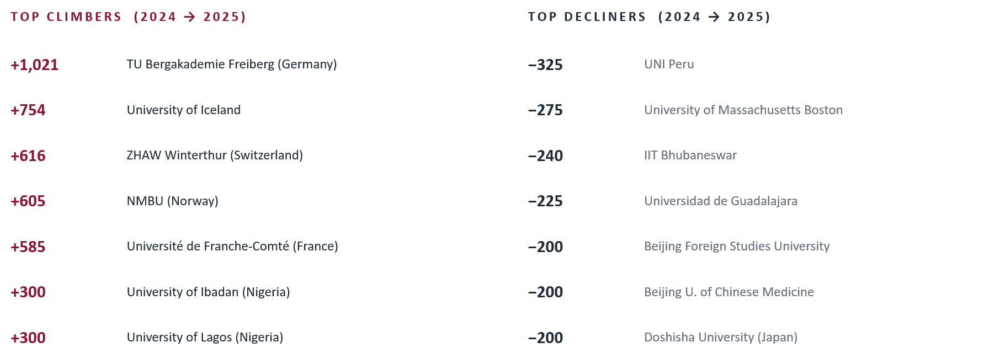 TOP CLIMBERS (2024 → 2025)
+1,021 TU Bergakademie Freiberg (Germany)
+754 University of Iceland
+616 ZHAW Winterthur (Switzerland)
+605 NMBU (Norway)
+585 Université de Franche-Comté (France)
+300 University of Ibadan (Nigeria)
+300 University of Lagos (Nigeria)
TOP DECLINERS (2024 → 2025)
−325 UNI Peru
−275 University of Massachusetts Boston
−240 IIT Bhubaneswar
−225 Universidad de Guadalajara
−200 Beijing Foreign Studies University
−200 Beijing U. of Chinese Medicine
−200 Doshisha University (Japan)